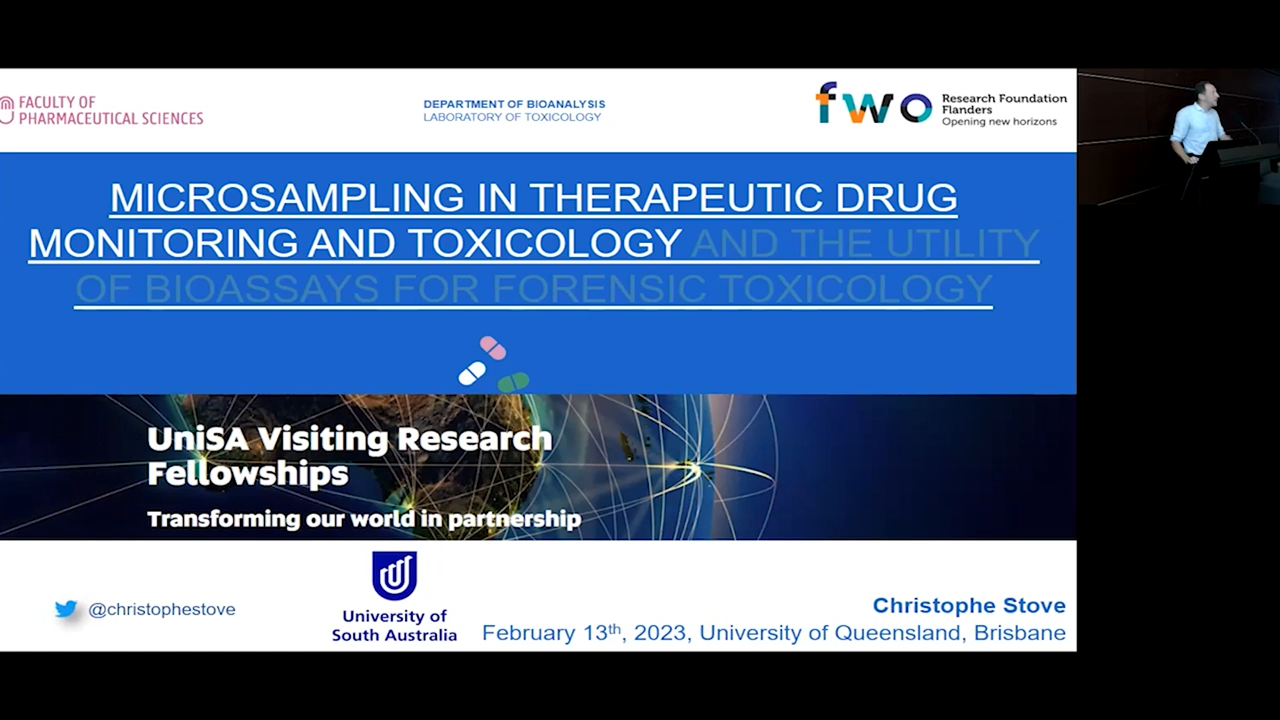 FACULTY OF
PHARMACEUTICAL SCIENCES
DEPARTMENT OF BIOANALYSIS
LABORATORY OF TOXICOLOGY
fwo
Research Foundation
Flanders
Opening new horizons
MICROSAMPLING IN THERAPEUTIC DRUG
MONITORING AND TOXICOLOGY AND THE UTILITY
OF BIOASSAYS FOR FORENSIC TOXICOLOGY
UniSA Visiting Research
Fellowships
Transforming our world in partnership
@christophestove
University of
South Australia
Christophe Stove
February 13th, 2023, University of Queensland, Brisbane